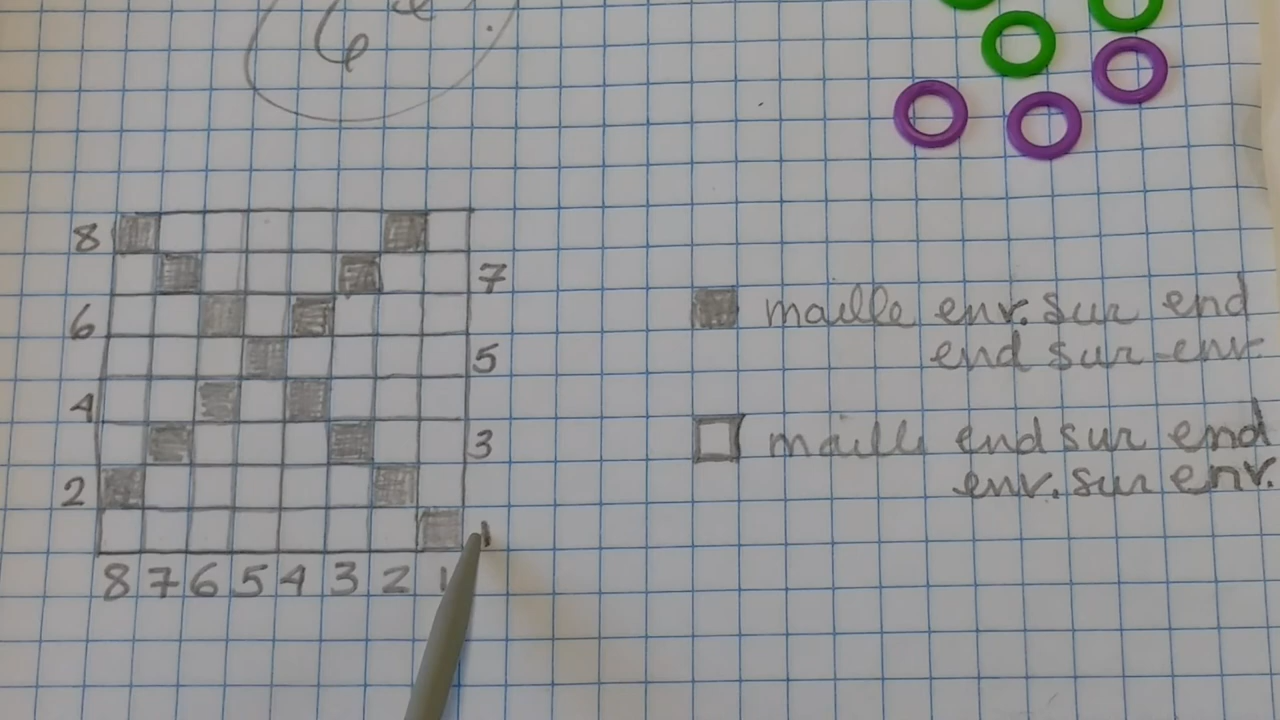 6
8
7
6
5
4
3
2
1
8 7 6 5 4 3 2 1
maille env. sur end
end sur env
maille end sur end
env. sur env.